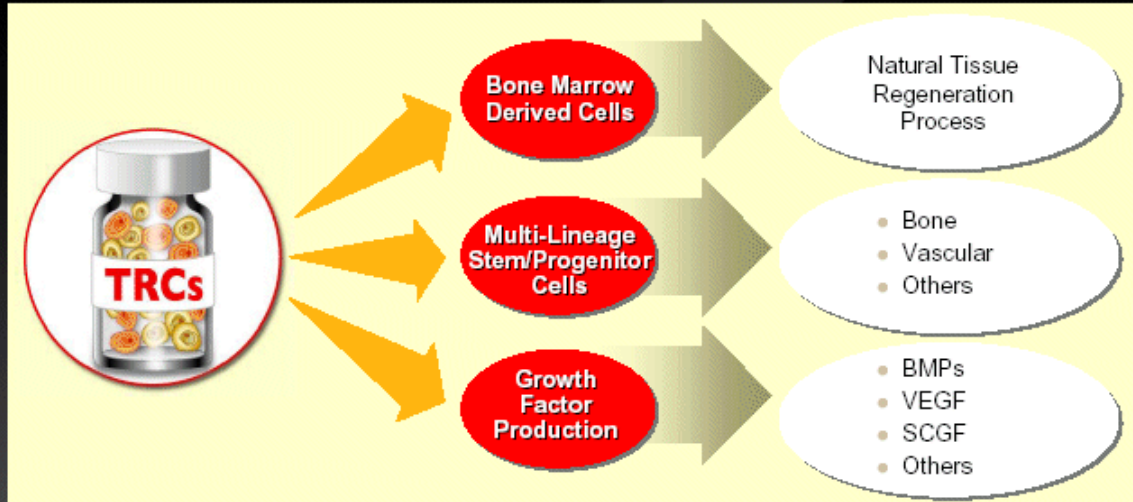 TRCs
Bone Marrow
Derived Cells
Natural Tissue
Regeneration
Process
Multi-Lineage
Stem/Progenitor
Cells
Bone
Vascular
Others
Growth
Factor
Production
BMPs
VEGF
SCGF
Others